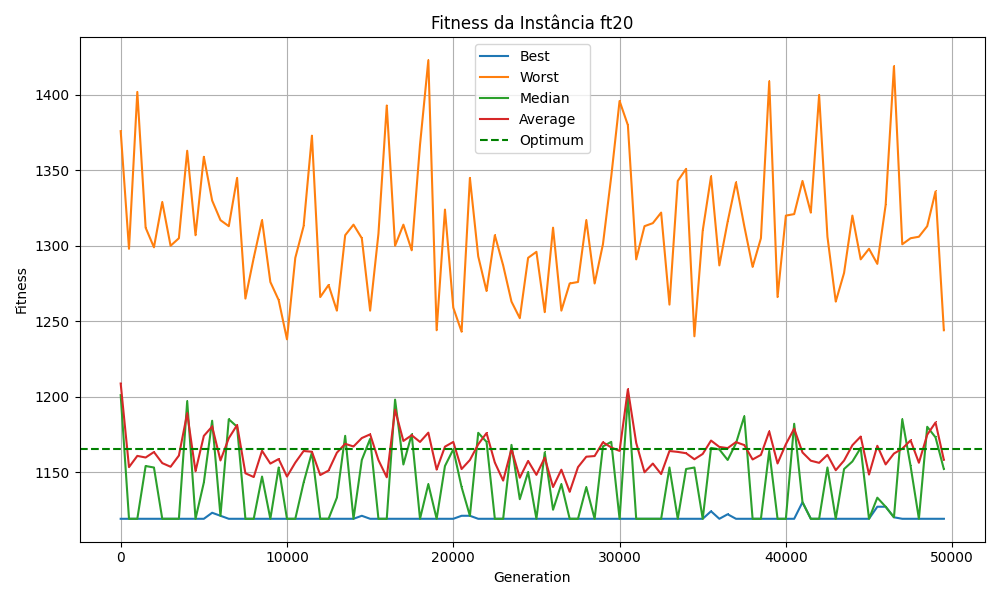 Fitness da Instância ft20
Best
Worst
Median
Average
Optimum
Fitness
1400
1350
1300
1250
1200
1150
0 10000 20000 30000 40000 50000
Generation